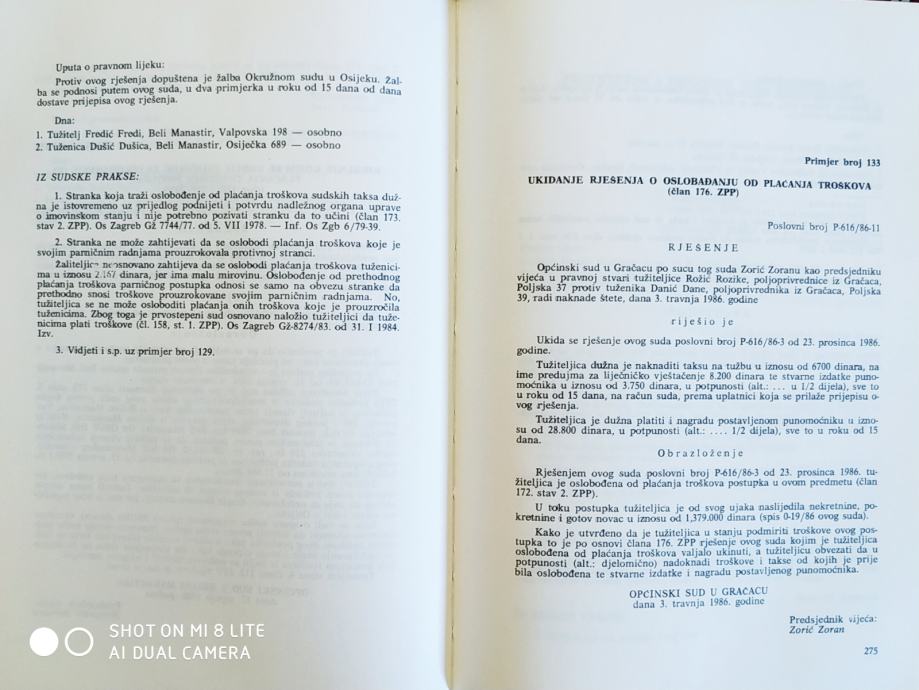 Uputa o pravnom lijeku:
Protiv ovog rješenja dopuštena je žalba Okružnom sudu u Osijeku. Žal-
ba se podnosi putem ovog suda, u dva primjerka u roku od 15 dana od dana
dostave prijepisa ovog rješenja.
Dna:
1. Tužitelj Fredić Fredi, Beli Manastir, Valpovska 198 — osobno
2. Tuženica Dušić Dušica, Beli Manastir, Osiječka 689 — osobno
IZ SUDSKE PRAKSE:
1. Stranka koja traži oslobođenje od plaćanja troškova sudskih taksa duž-
na je istovremeno uz prijedlog podnijeti i potvrdu nadležnog organa uprave
o imovinskom stanju i nije potrebno pozivati stranku da to učini (član 173.
stav 2. ZPP). Os Zagreb Gž 7744/77. od 5. VII 1978. — Inf. Os Zgb 6/79-39.
2. Stranka ne može zahtijevati da se oslobodi plaćanja troškova koje je
svojim parničnim radnjama prouzrokovala protivnoj stranci.
Žaliteljica neosnovano zahtijeva da se oslobodi plaćanja troškova tuženici-
ma u iznosu 2.167 dinara, jer ima malu mirovinu. Oslobođenje od prethodnog
plaćanja troškova parničnog postupka odnosi se samo na obvezu stranke da
prethodno snosi troškove prouzrokovane svojim parničnim radnjama. No,
tužiteljica se ne može osloboditi plaćanja onih troškova koje je prouzročila
tuženicima. Zbog toga je prvostepeni sud osnovano naložio tužiteljici da tuže-
nicima plati troškove (čl. 158, st. 1. ZPP). Os Zagreb Gž-8274/83. od 31. I 1984.
Izv.
3. Vidjeti i s.p. uz primjer broj 129.
Primjer broj 133
UKIDANJE RJEŠENJA O OSLOBAĐANJU OD PLAĆANJA TROŠKOVA
(član 176. ZPP)
Poslovni broj P-616/86-11
RJEŠENJE
Općinski sud u Gračacu po sucu tog suda Zorić Zoranu kao predsjedniku
vijeća u pravnoj stvari tužiteljice Rožić Rozike, poljoprivrednice iz Gračaca,
Poljska 37 protiv tuženika Danić Dane, poljoprivrednika iz Gračaca, Poljska
39, radi naknade štete, dana 3. travnja 1986. godine
riješio je
Ukida se rješenje ovog suda poslovni broj P-616/86-3 od 23. prosinca 1986.
godine.
Tužiteljica dužna je naknaditi taksu na tužbu u iznosu od 6700 dinara, na
ime predujma za liječničko vještačenje 8.200 dinara te stvarne izdatke puno-
moćnika u iznosu od 3.750 dinara, u potpunosti (alt.: ... u 1/2 dijela), sve to
u roku od 15 dana, na račun suda, prema uplatnici koja se prilaže prijepisu o-
vog rješenja.
Tužiteljica je dužna platiti i nagradu postavljenom punomoćniku u izno-
su od 28.800 dinara, u potpunosti (alt.: .... 1/2 dijela), sve to u roku od 15
dana.
Obrazloženje
Rješenjem ovog suda poslovni broj P-616/86-3 od 23. prosinca 1986. tu-
žiteljica je oslobođena od plaćanja troškova postupka u ovom predmetu (član
172. stav 2. ZPP).
U toku postupka tužiteljica je od svog ujaka naslijedila nekretnine, po-
kretnine i gotov novac u iznosu od 1,379.000 dinara (spis 0-19/86 ovog suda).
Kako je utvrđeno da je tužiteljica u stanju podmiriti troškove ovog pos-
tupka to je po osnovi člana 176. ZPP rješenje ovog suda kojim je tužiteljica
oslobođena od plaćanja troškova valjalo ukinuti, a tužiteljicu obvezati da u
potpunosti (alt.: djelomično) nadoknadi troškove i takse od kojih je prije
bila oslobođena te stvarne izdatke i nagradu postavljenog punomoćnika.
OPĆINSKI SUD U GRAČACU
dana 3. travnja 1986. godine
Predsjednik vijeća:
Zorić Zoran
275
SHOT ON MI 8 LITE
AI DUAL CAMERA